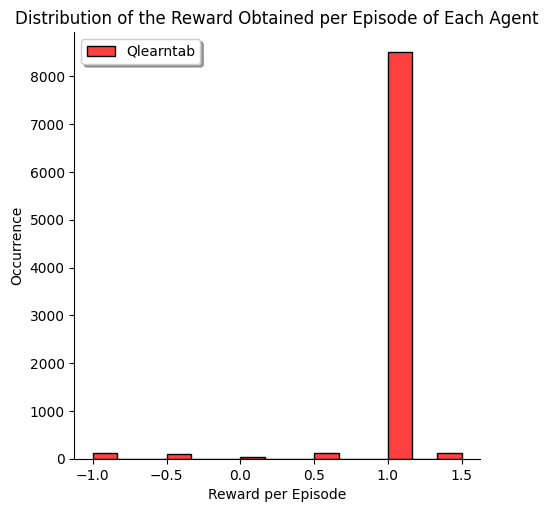 Distribution of the Reward Obtained per Episode of Each Agent
Qlearntab
Occurrence
8000
7000
6000
5000
4000
3000
2000
1000
0
−1.0 −0.5 0.0 0.5 1.0 1.5
Reward per Episode